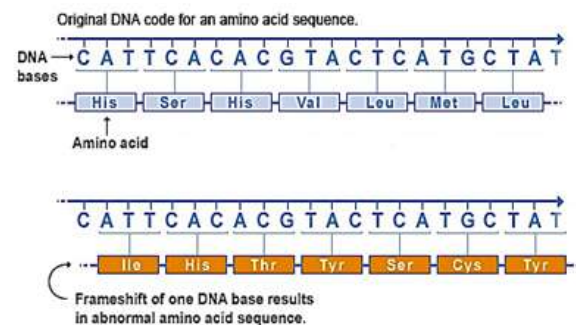 Original DNA code for an amino acid sequence.
DNA bases
C A T T C A C A C G T A C T C A T G C T A T
His Ser His Val Leu Met Leu
Amino acid
C A T T C A C A C G T A C T C A T G C T A T
Ile His Thr Tyr Ser Cys Tyr
Frameshift of one DNA base results
in abnormal amino acid sequence.